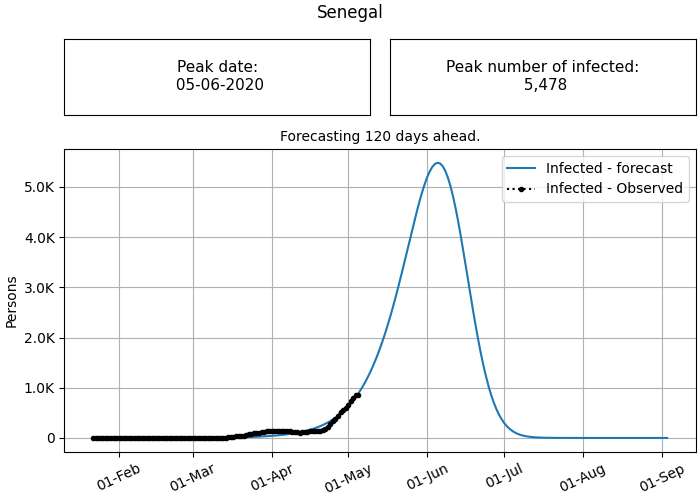 Senegal
Peak date:
05-06-2020
Peak number of infected:
5,478
Forecasting 120 days ahead.
Infected - forecast
Infected - Observed
5.0K
4.0K
3.0K
2.0K
1.0K
0
Persons
01-Feb
01-Mar
01-Apr
01-May
01-Jun
01-Jul
01-Aug
01-Sep